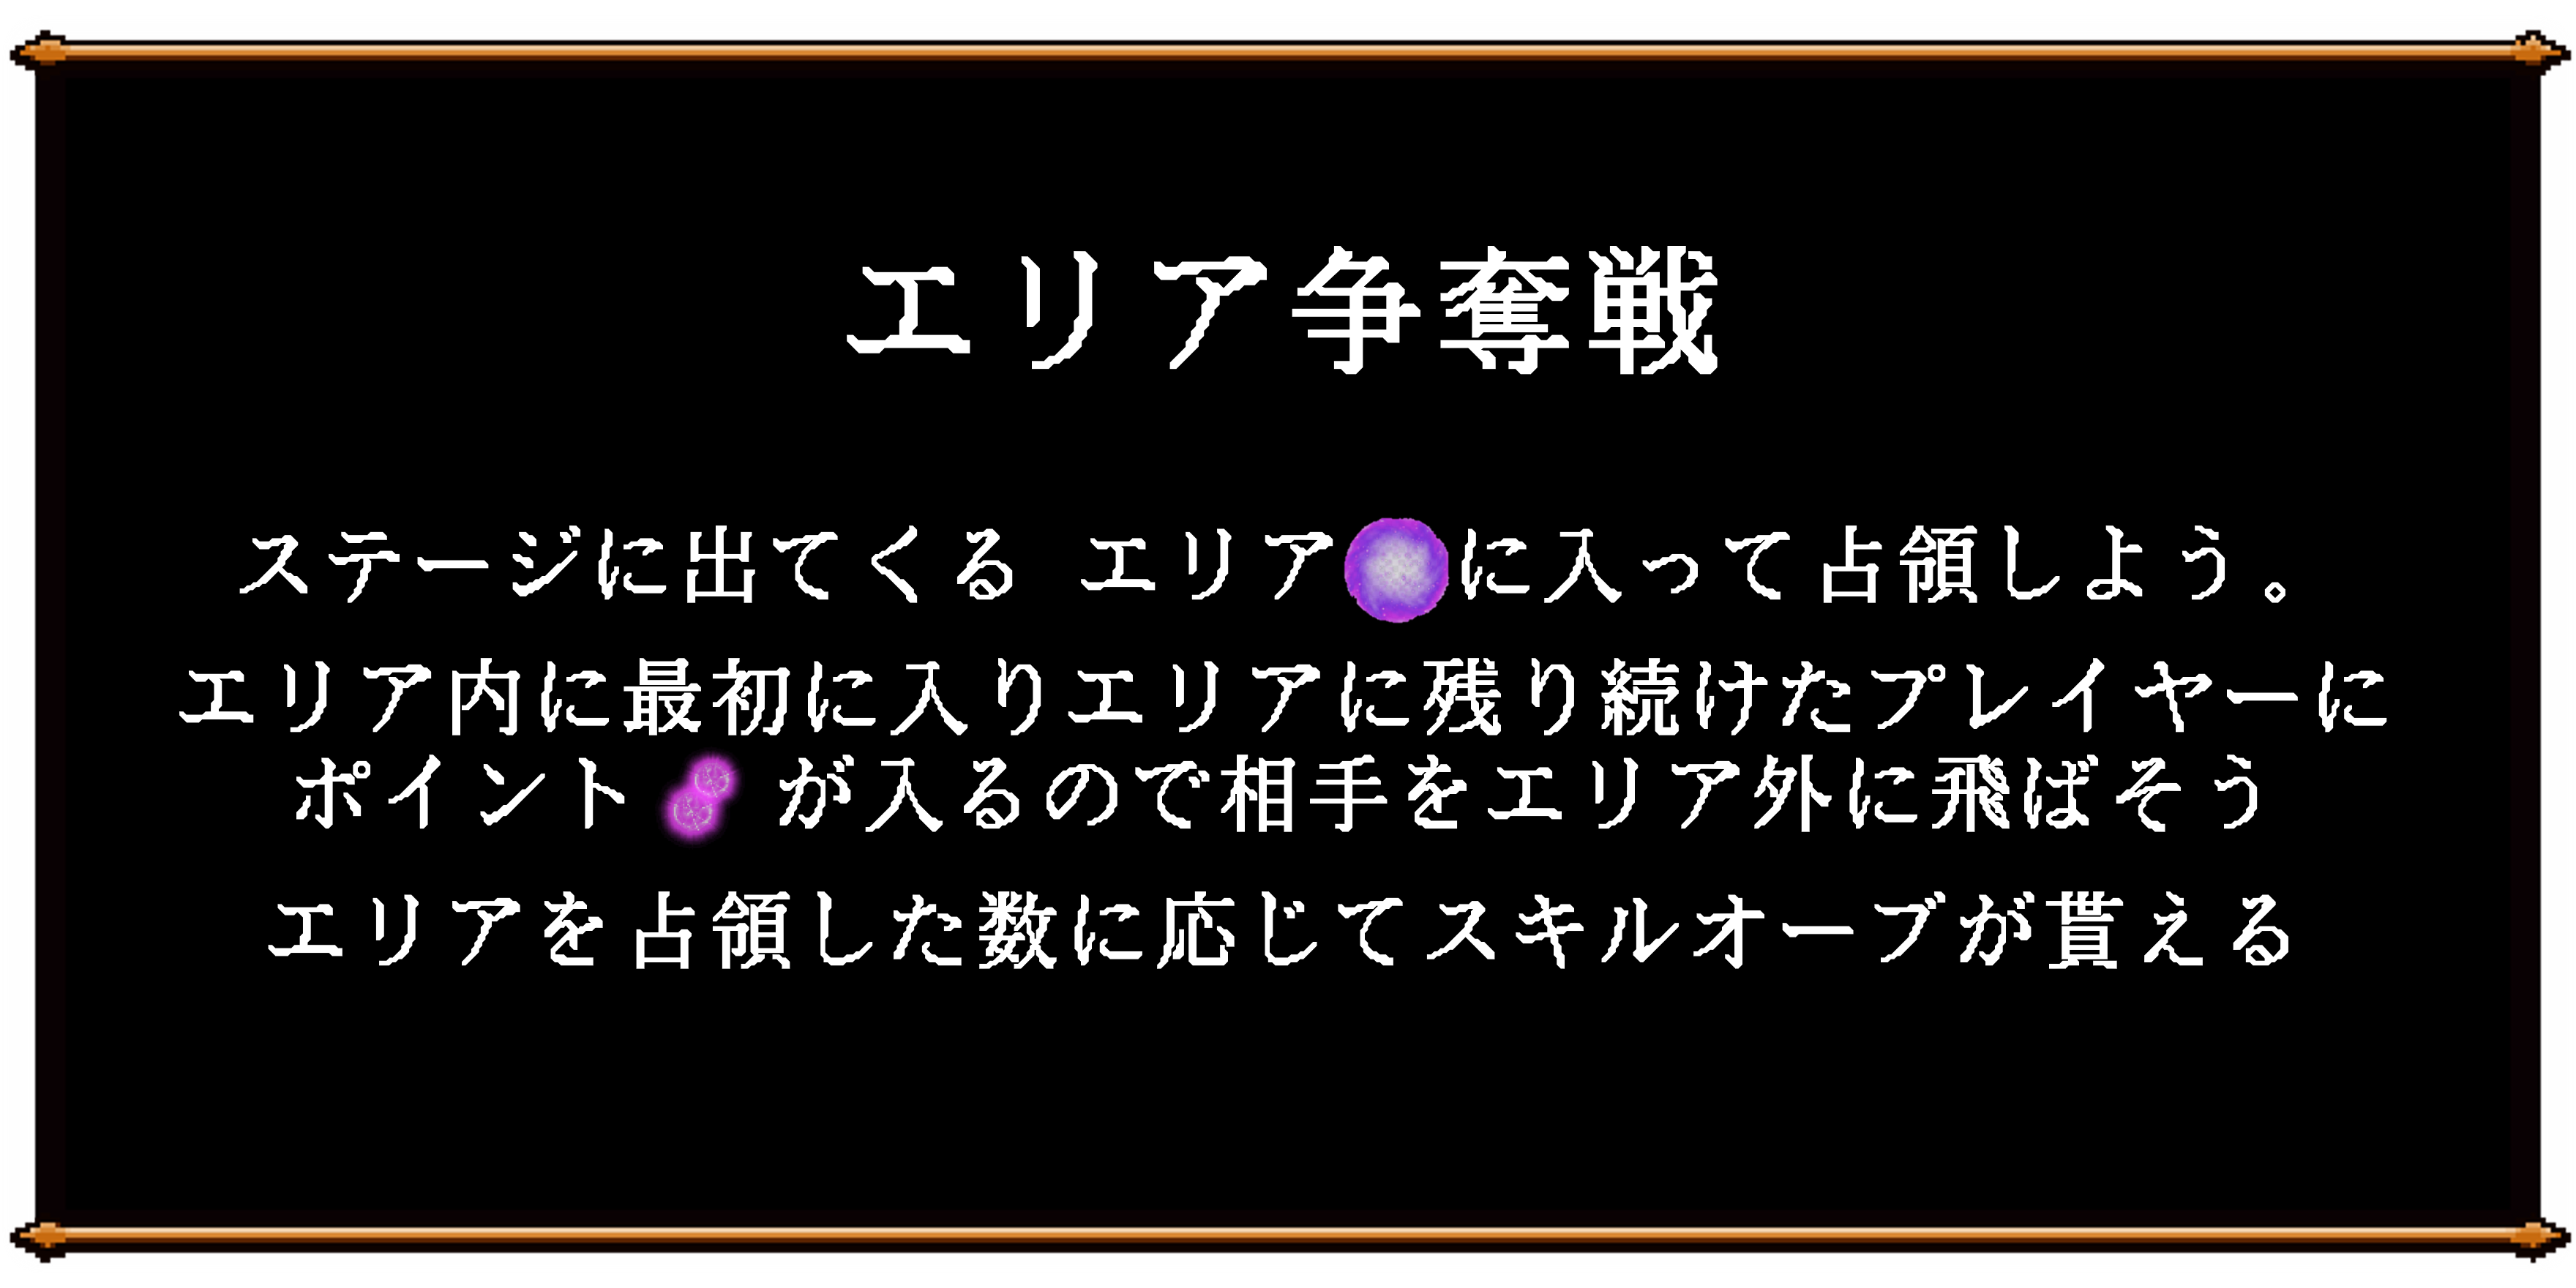 エリア争奪戦
ステージに出てくる エリアに入って占領しよう。
エリア内に最初に入りエリアに残り続けたプレイヤーに
ポイント が入るので相手をエリア外に飛ばそう
エリアを占領した数に応じてスキルオーブが貰える